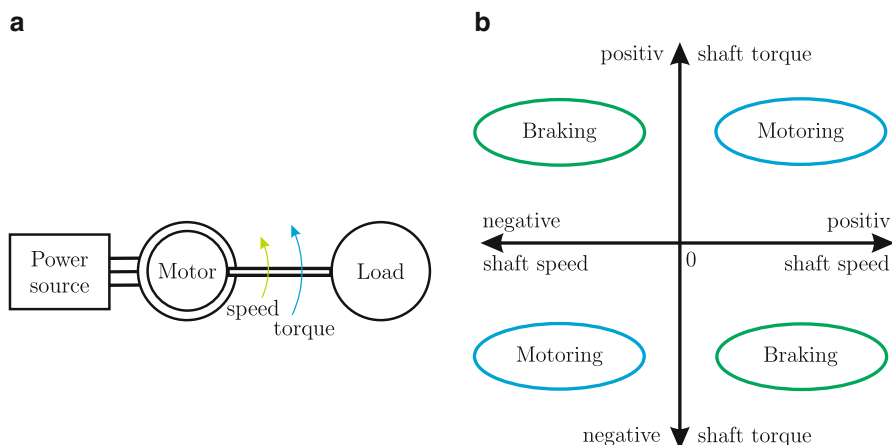 a
Power
source
Motor
speed
torque
Load
b
positiv
shaft torque
Braking
Motoring
negative
shaft speed
positiv
shaft speed
0
Motoring
Braking
negative
shaft torque